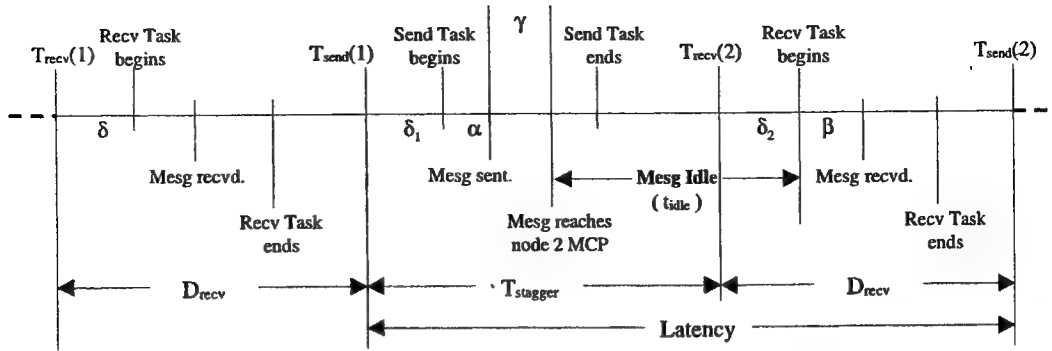 γ
Recv Task
begins
Send Task
begins
Send Task
ends
Recv Task
begins
Trecv(1)
Tsend(1)
Trecv(2)
Tsend(2)
δ
δ1
α
δ2
β
Mesg recvd.
Mesg sent.
Mesg Idle
( tidle )
Mesg recvd.
Recv Task
ends
Mesg reaches
node 2 MCP
Recv Task
ends
Drecv
Tstagger
Drecv
Latency